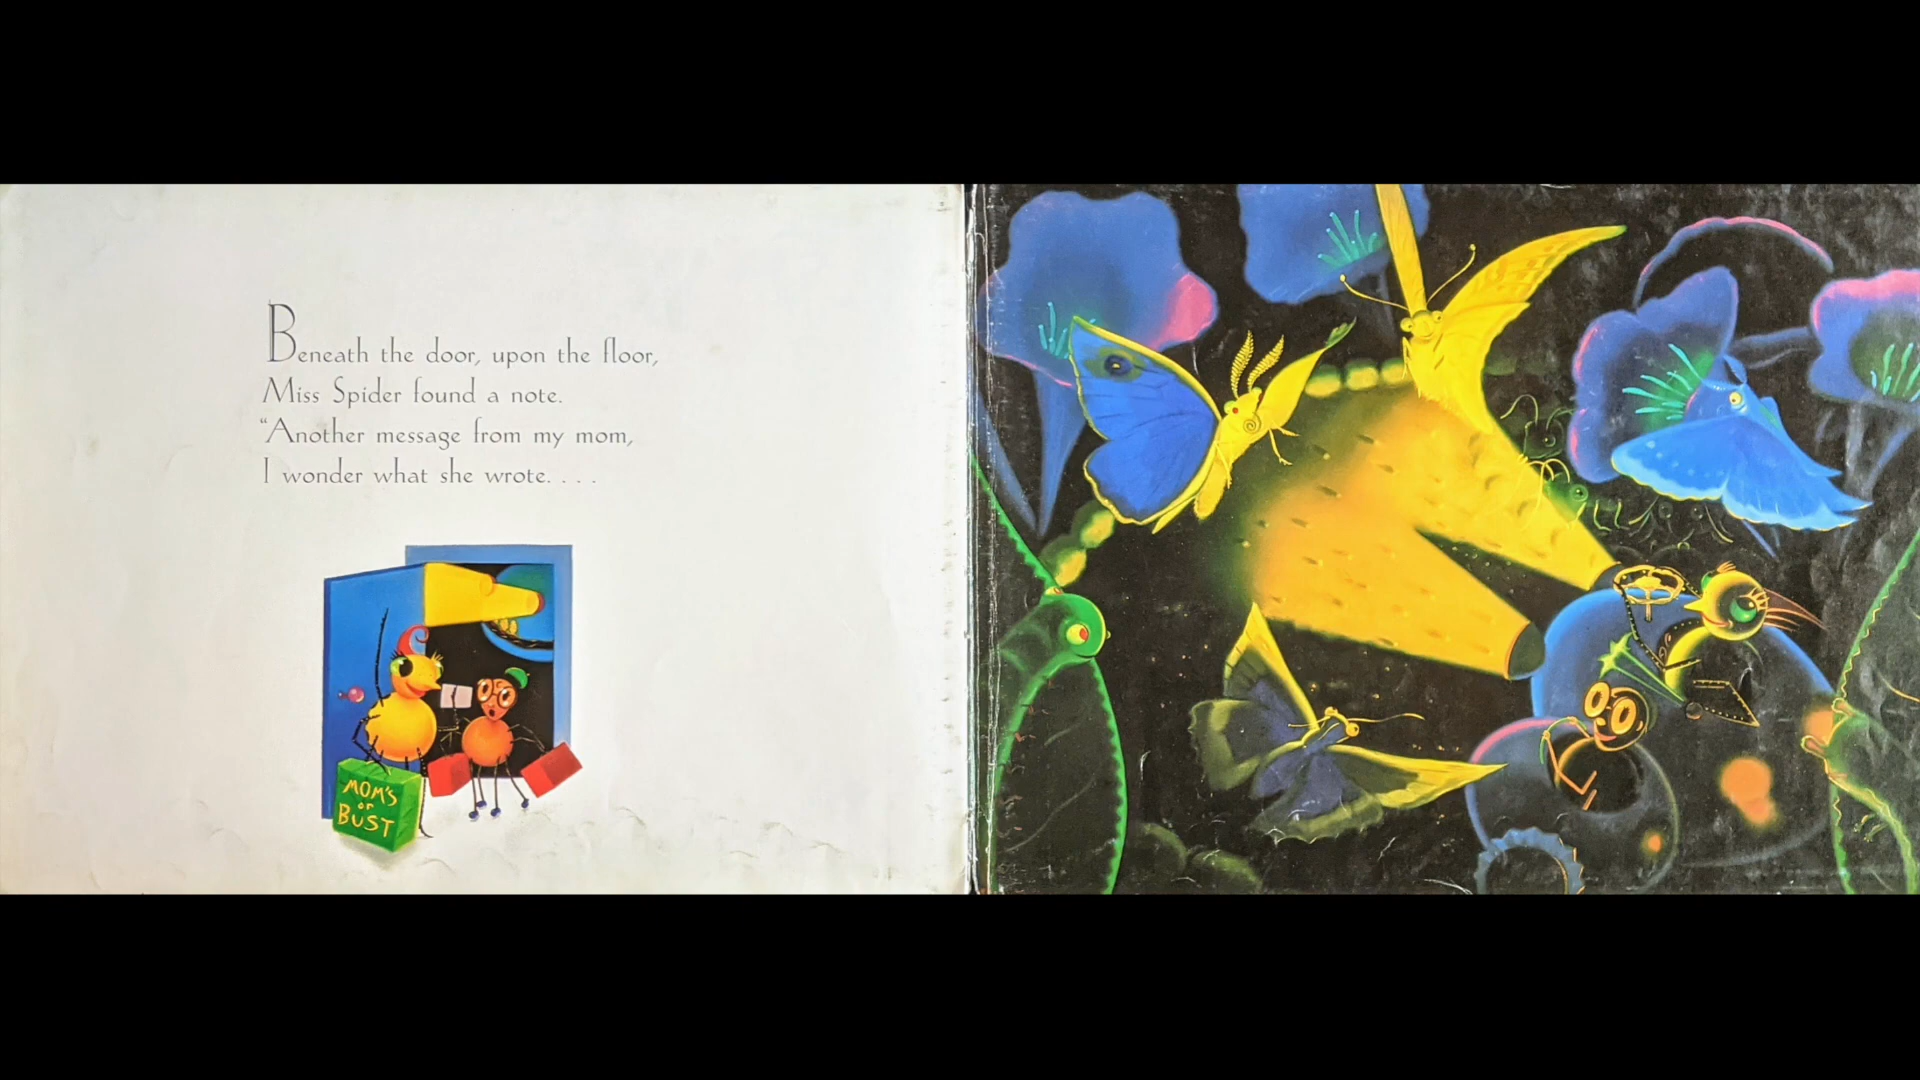 Beneath the door, upon the floor,
Miss Spider found a note.
“Another message from my mom,
I wonder what she wrote. . . .
MOM'S
or
BUST